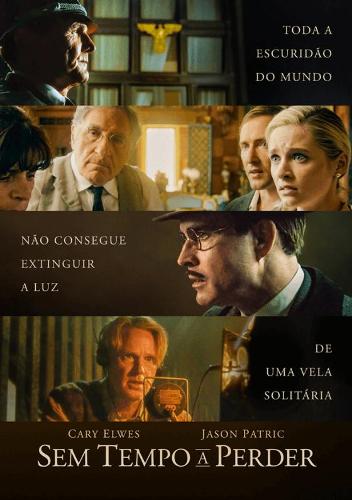 TODA A
ESCURIDÃO
DO MUNDO
NÃO CONSEGUE
EXTINGUIR
A LUZ
DE
UMA VELA
SOLITÁRIA
CARY ELWES JASON PATRIC
SEM TEMPO A PERDER